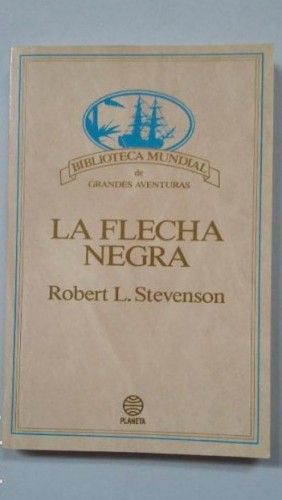 BIBLIOTECA MUNDIAL
de
GRANDES AVENTURAS
LA FLECHA
NEGRA
Robert L. Stevenson
PLANETA